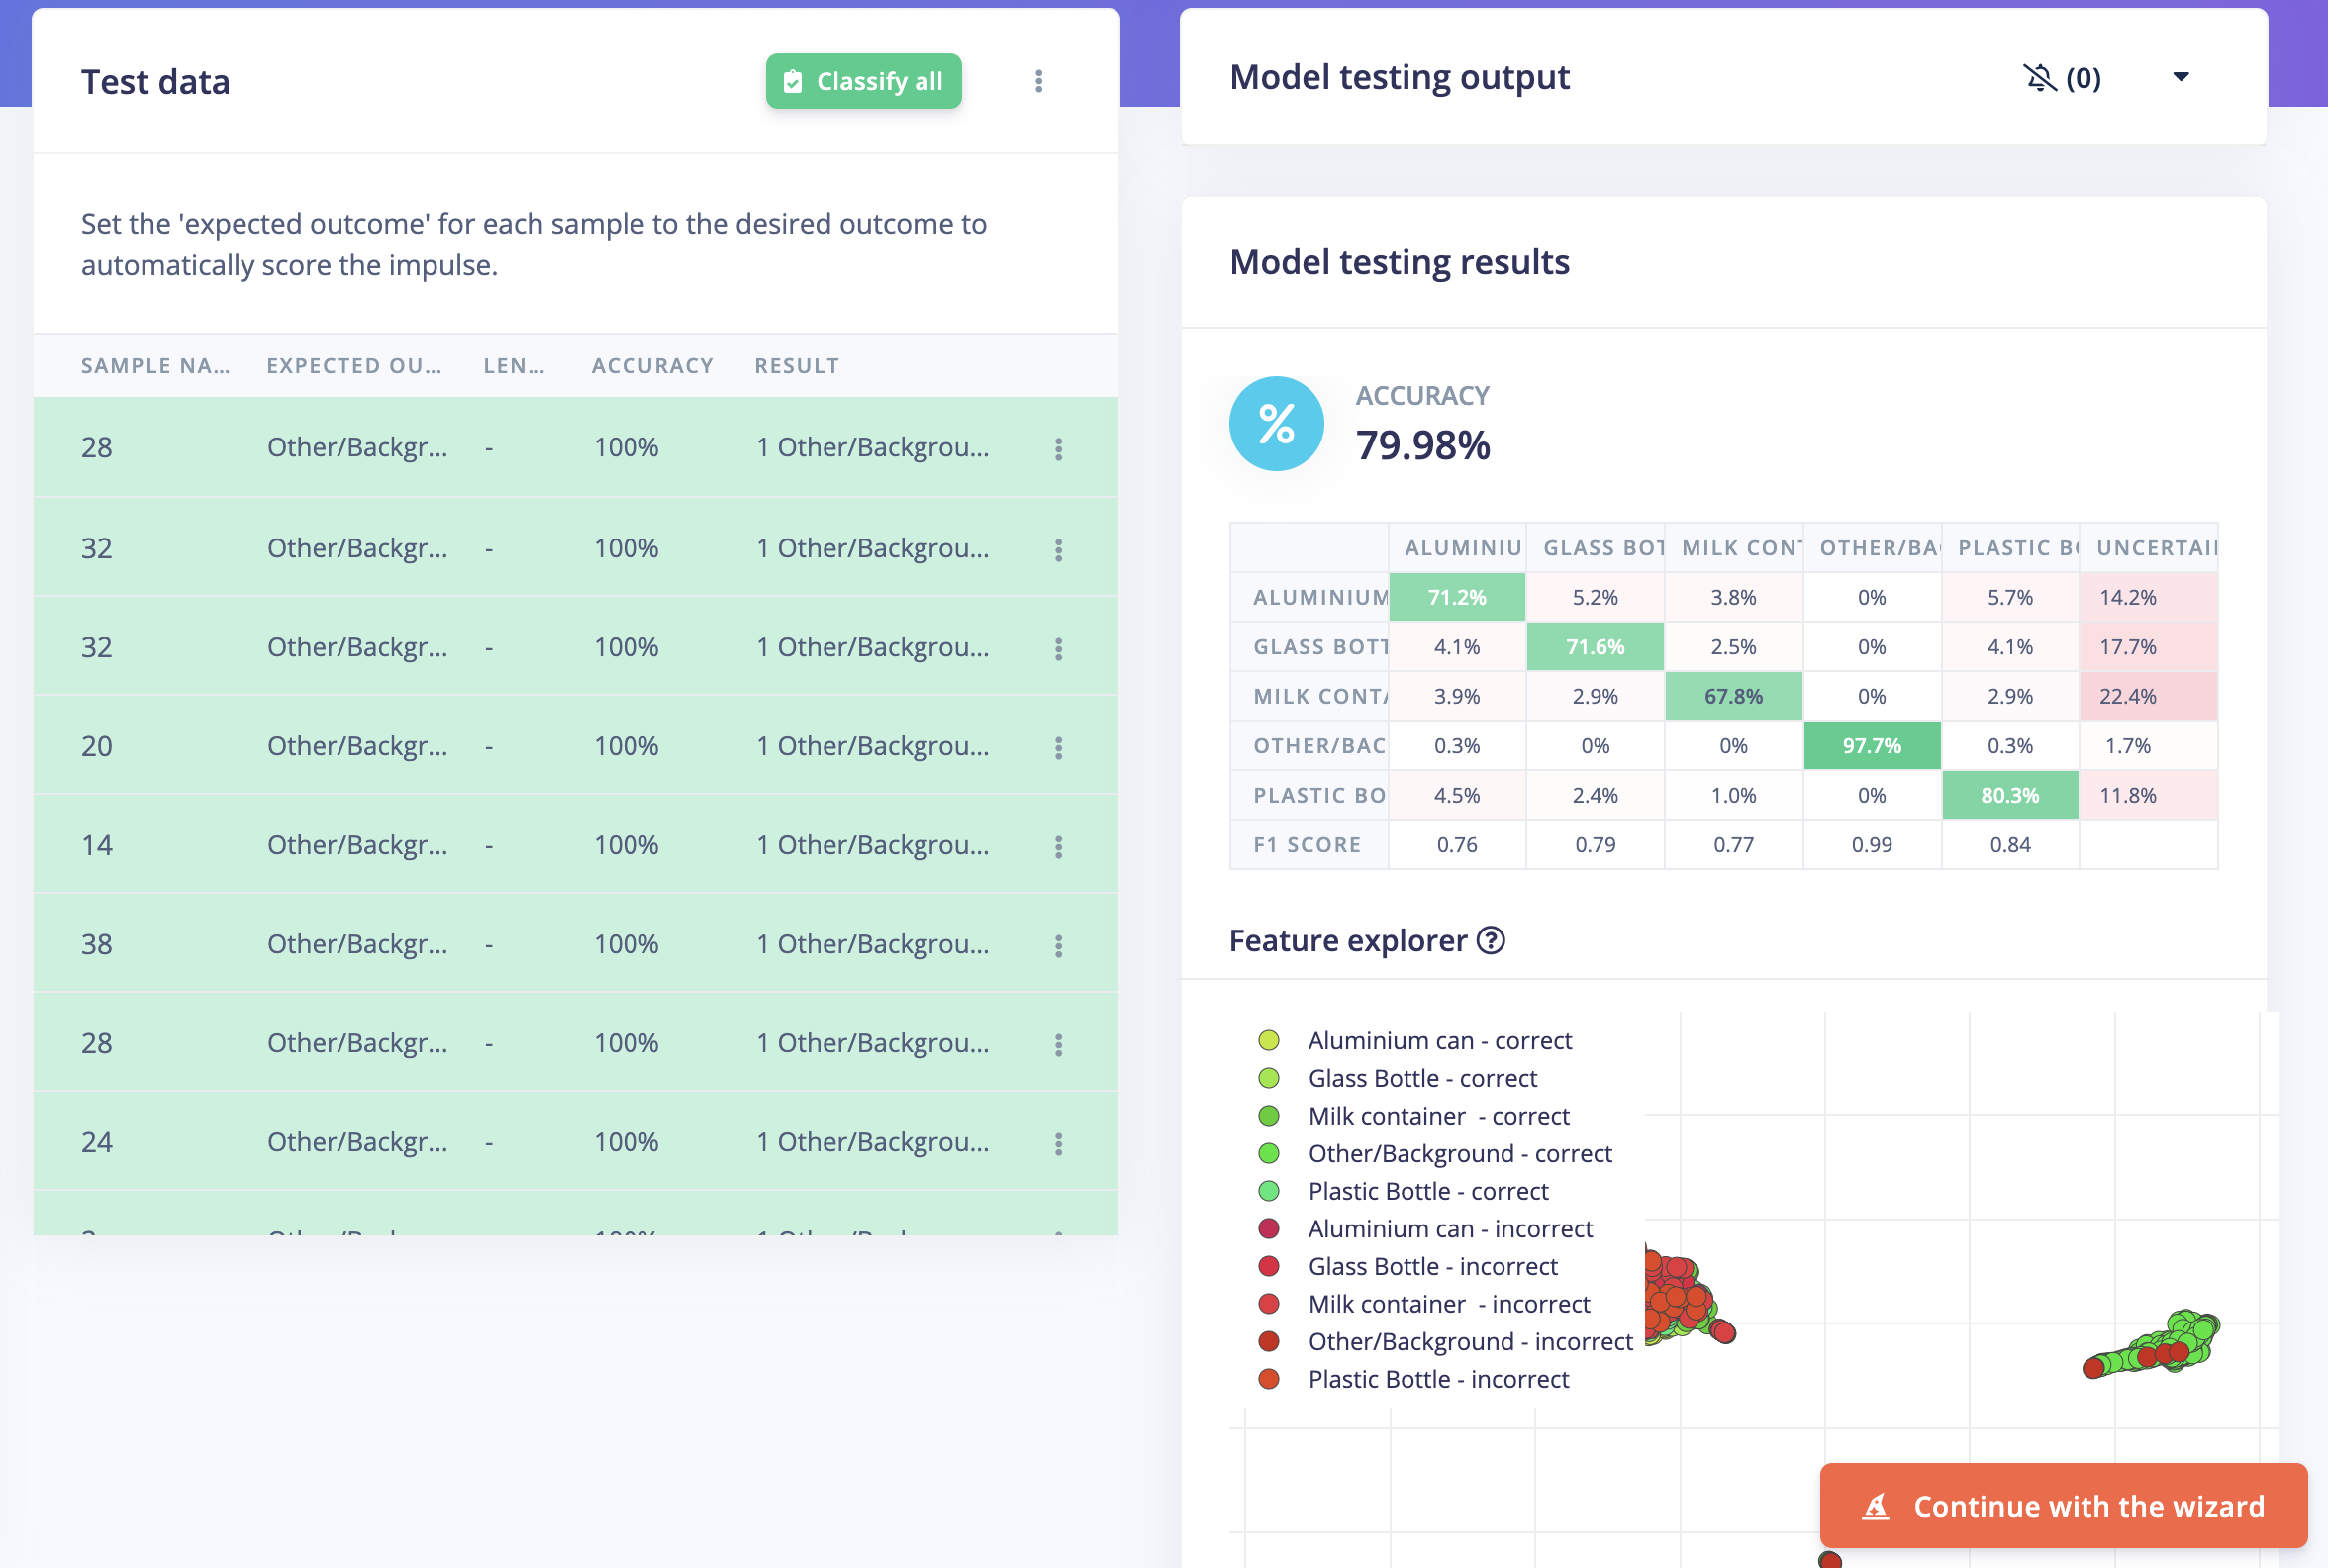 Test data
Classify all
Set the 'expected outcome' for each sample to the desired outcome to
automatically score the impulse.
SAMPLE NA... EXPECTED OU... LEN... ACCURACY RESULT
28 Other/Backgr... - 100% 1 Other/Backgrou...
32 Other/Backgr... - 100% 1 Other/Backgrou...
32 Other/Backgr... - 100% 1 Other/Backgrou...
20 Other/Backgr... - 100% 1 Other/Backgrou...
14 Other/Backgr... - 100% 1 Other/Backgrou...
38 Other/Backgr... - 100% 1 Other/Backgrou...
28 Other/Backgr... - 100% 1 Other/Backgrou...
24 Other/Backgr... - 100% 1 Other/Backgrou...
Model testing output
(0)
Model testing results
%
ACCURACY
79.98%
ALUMINIU GLASS BOT MILK CONT OTHER/BA PLASTIC B UNCERTAI
ALUMINIUM 71.2% 5.2% 3.8% 0% 5.7% 14.2%
GLASS BOTT 4.1% 71.6% 2.5% 0% 4.1% 17.7%
MILK CONTA 3.9% 2.9% 67.8% 0% 2.9% 22.4%
OTHER/BAC 0.3% 0% 0% 97.7% 0.3% 1.7%
PLASTIC BO 4.5% 2.4% 1.0% 0% 80.3% 11.8%
F1 SCORE 0.76 0.79 0.77 0.99 0.84
Feature explorer ?
Aluminium can - correct
Glass Bottle - correct
Milk container - correct
Other/Background - correct
Plastic Bottle - correct
Aluminium can - incorrect
Glass Bottle - incorrect
Milk container - incorrect
Other/Background - incorrect
Plastic Bottle - incorrect
Continue with the wizard